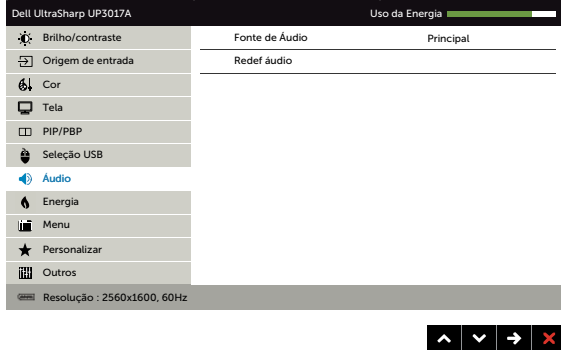 Dell UltraSharp UP3017A Uso da Energia
Brilho/contraste Fonte de Áudio Principal
Origem de entrada Redef áudio
Cor
Tela
PIP/PBP
Seleção USB
Áudio
Energia
Menu
Personalizar
Outros
Resolução : 2560x1600, 60Hz